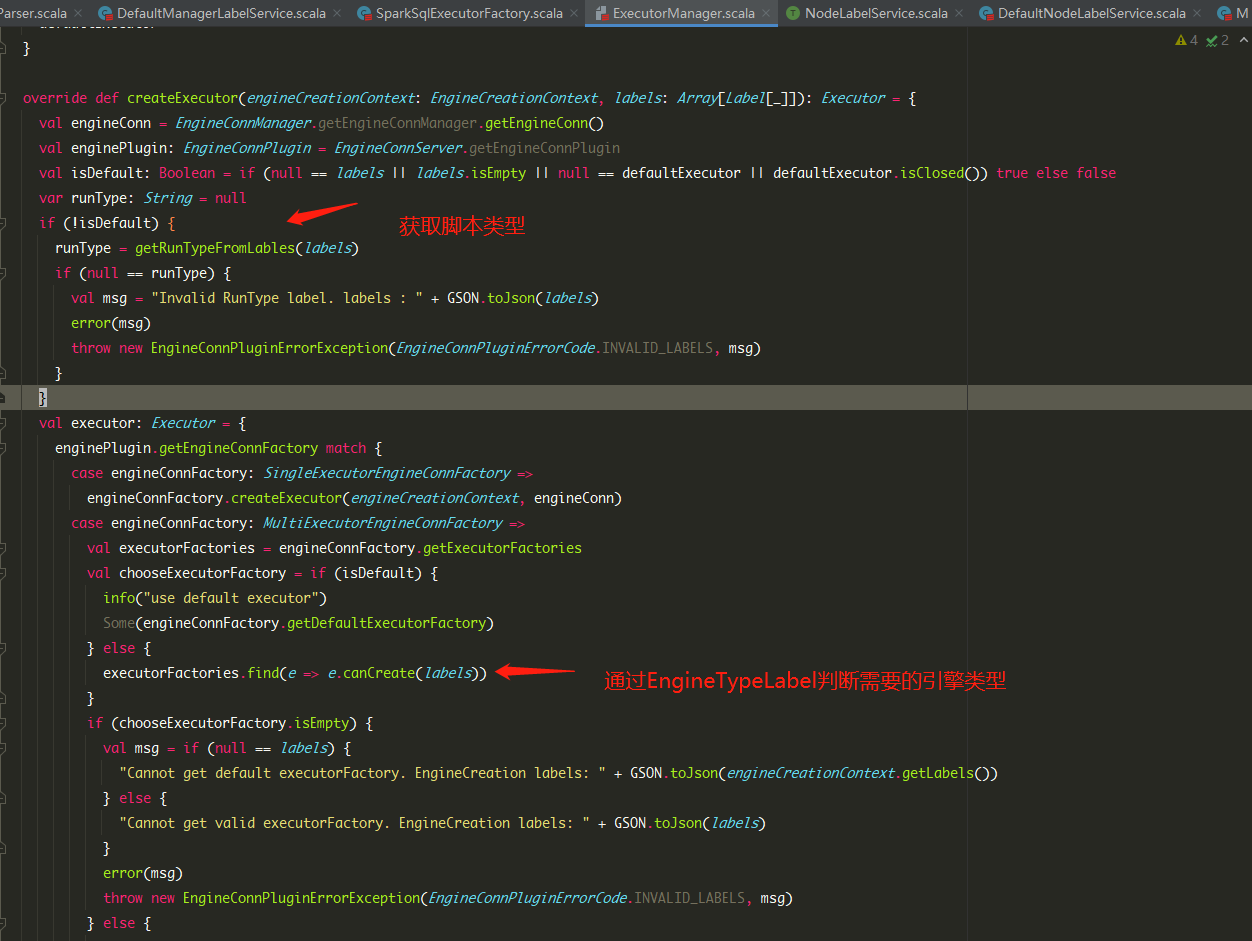 Parser.scala DefaultManagerLabelService.scala SparkSqlExecutorFactory.scala ExecutorManager.scala NodeLabelService.scala DefaultNodeLabelService.scala M
4 2
}
override def createExecutor(engineCreationContext: EngineCreationContext, labels: Array[Label[_]]): Executor = {
val engineConn = EngineConnManager.getEngineConnManager.getEngineConn()
val enginePlugin: EngineConnPlugin = EngineConnServer.getEngineConnPlugin
val isDefault: Boolean = if (null == labels || labels.isEmpty || null == defaultExecutor || defaultExecutor.isClosed()) true else false
var runType: String = null
if (!isDefault) {
获取脚本类型
runType = getRunTypeFromLables(labels)
if (null == runType) {
val msg = "Invalid RunType label. labels : " + GSON.toJson(labels)
error(msg)
throw new EngineConnPluginErrorException(EngineConnPluginErrorCode.INVALID_LABELS, msg)
}
}
val executor: Executor = {
enginePlugin.getEngineConnFactory match {
case engineConnFactory: SingleExecutorEngineConnFactory =>
engineConnFactory.createExecutor(engineCreationContext, engineConn)
case engineConnFactory: MultiExecutorEngineConnFactory =>
val executorFactories = engineConnFactory.getExecutorFactories
val chooseExecutorFactory = if (isDefault) {
info("use default executor")
Some(engineConnFactory.getDefaultExecutorFactory)
} else {
executorFactories.find(e => e.canCreate(labels))
通过EngineTypeLabel判断需要的引擎类型
}
if (chooseExecutorFactory.isEmpty) {
val msg = if (null == labels) {
"Cannot get default executorFactory. EngineCreation labels: " + GSON.toJson(engineCreationContext.getLabels())
} else {
"Cannot get valid executorFactory. EngineCreation labels: " + GSON.toJson(labels)
}
error(msg)
throw new EngineConnPluginErrorException(EngineConnPluginErrorCode.INVALID_LABELS, msg)
} else {